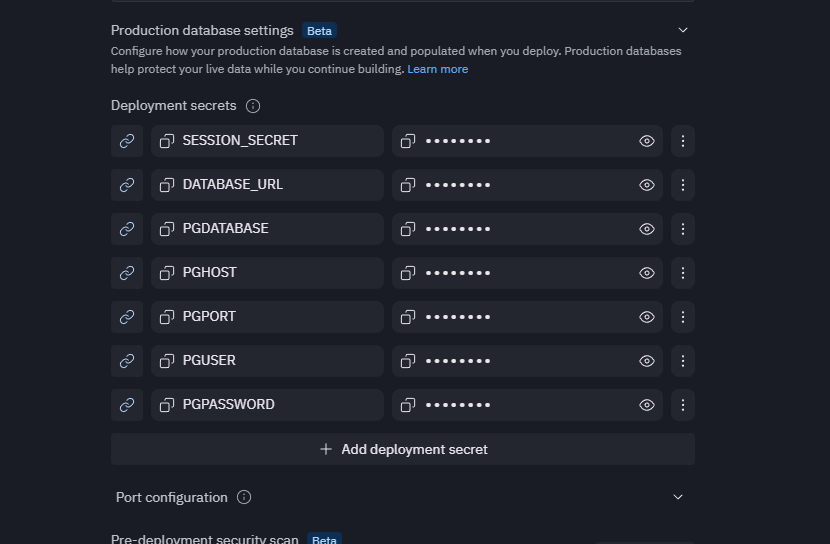 Production database settings Beta
Configure how your production database is created and populated when you deploy. Production databases
help protect your live data while you continue building. Learn more
Deployment secrets
SESSION_SECRET ••••••••
DATABASE_URL ••••••••
PGDATABASE ••••••••
PGHOST ••••••••
PGPORT ••••••••
PGUSER ••••••••
PGPASSWORD ••••••••
+ Add deployment secret
Port configuration
Pre-deployment security scan Beta